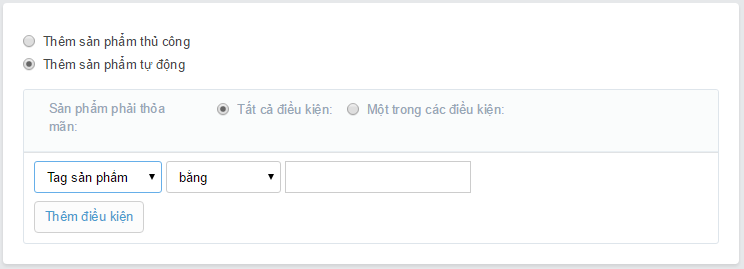 Thêm sản phẩm thủ công
Thêm sản phẩm tự động
Sản phẩm phải thỏa mãn: Tất cả điều kiện: Một trong các điều kiện:
Tag sản phẩm bằng
Thêm điều kiện